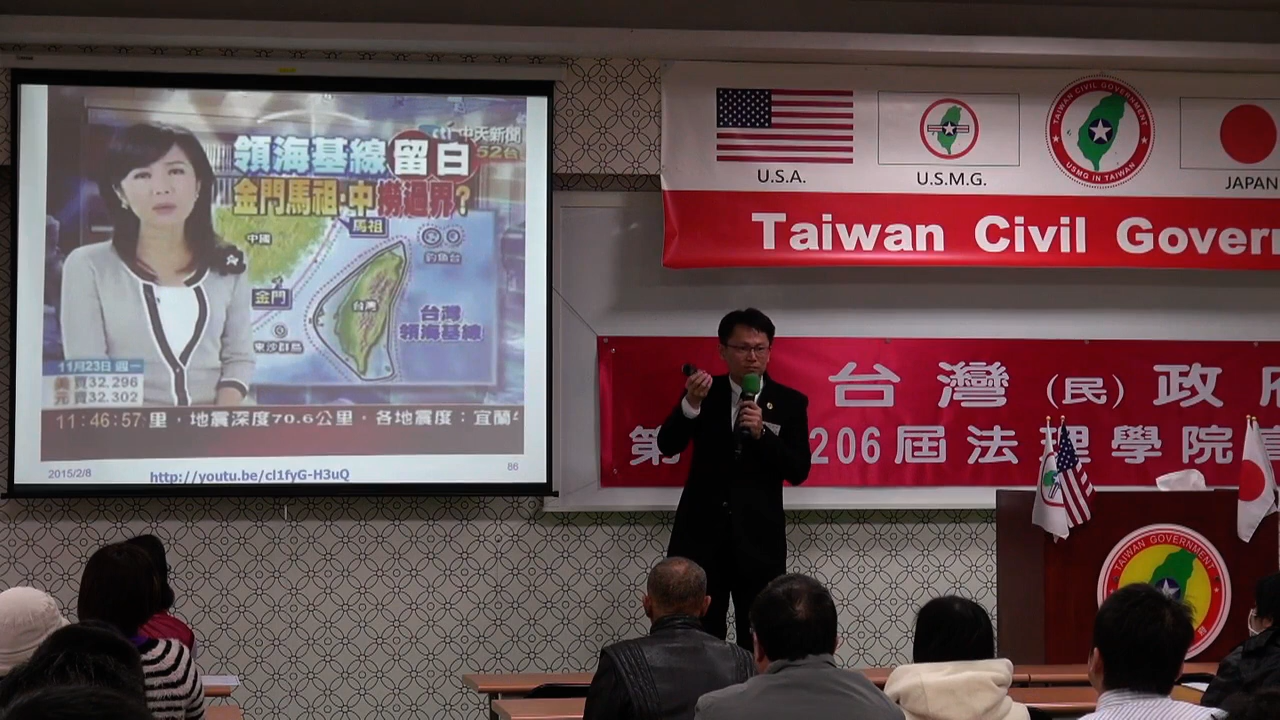 領海基線留白
金門馬祖·中撈過界?
中天新聞
52台
中國
馬祖
釣魚台
金門
台灣
東沙群島
台灣
領海基線
11月23日 週一
美 買32.296
元 賣32.302
11:46:57 里，地震深度70.6公里，各地震度：宜蘭
2015/2/8
http://youtu.be/cl1fyG-H3uQ
86
U.S.A.
U.S.M.G.
TAIWAN CIVIL GOVERNMENT
USMG IN TAIWAN
JAPAN
Taiwan Civil Govern
台灣(民)政府
第 206屆法理學院
TAIWAN GOVERNMENT